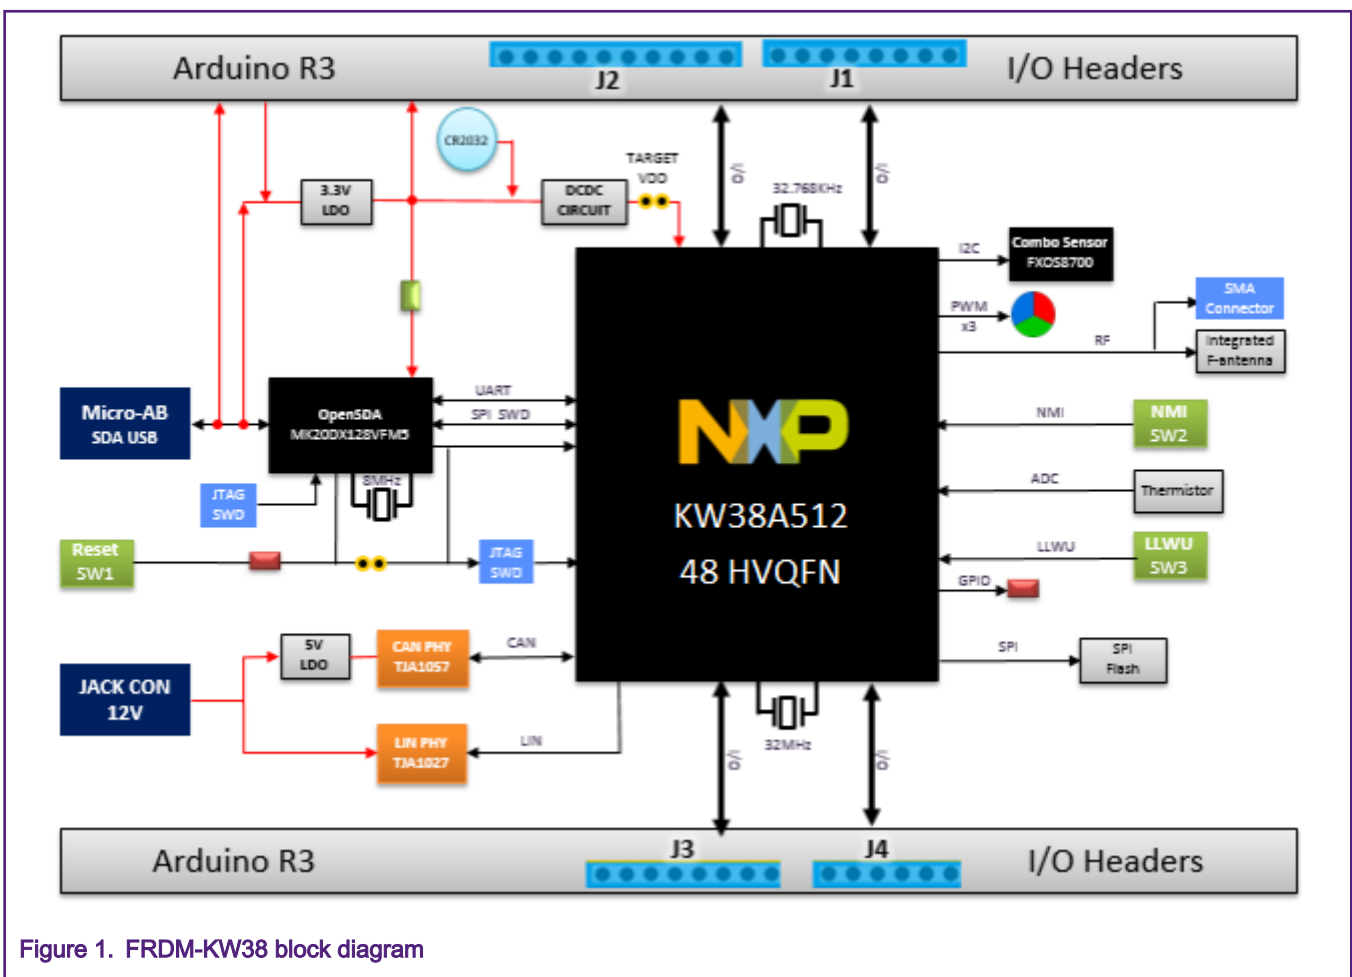 Arduino R3
J2
J1
I/O Headers
CR2032
TARGET
VDD
I/O
I/O
32.768KHz
3.3V
LDO
DCDC
CIRCUIT
I2C
Combo Sensor
FXOS8700
PWM
x3
SMA
Connector
RF
Integrated
F-antenna
Micro-AB
SDA USB
OpenSDA
MK20DX128VFM5
UART
SPI SWD
NXP
NMI
NMI
SW2
8MHz
JTAG
SWD
KW38A512
48 HVQFN
ADC
Thermistor
Reset
SW1
JTAG
SWD
LLWU
LLWU
SW3
GPIO
5V
LDO
CAN PHY
TJA1057
CAN
SPI
SPI
Flash
JACK CON
12V
LIN PHY
TJA1027
LIN
32MHz
I/O
I/O
Arduino R3
J3
J4
I/O Headers
Figure 1. FRDM-KW38 block diagram